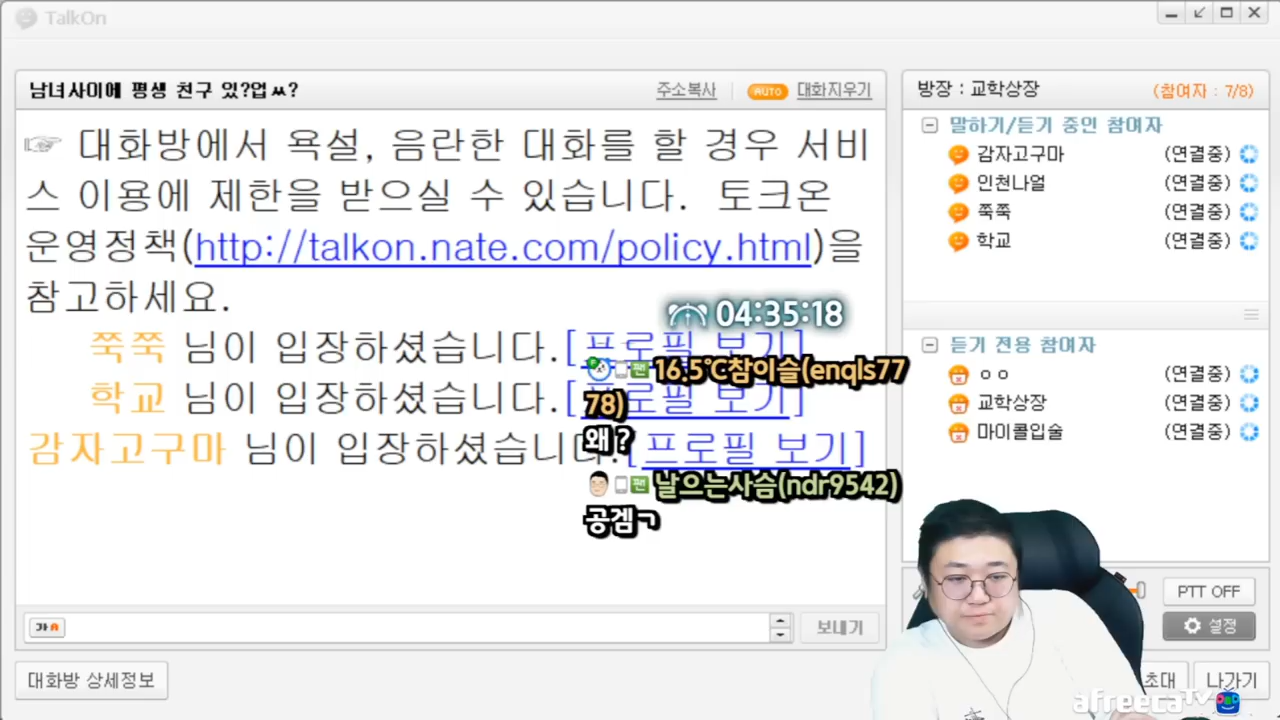 TalkOn
남녀사이에 평생 친구 있?업ㅆ?
주소복사
AUTO
대화지우기
☞ 대화방에서 욕설, 음란한 대화를 할 경우 서비
스 이용에 제한을 받으실 수 있습니다. 토크온
운영정책(http://talkon.nate.com/policy.html)을
참고하세요.
쭉쭉 님이 입장하셨습니다.[프로필 보기]
학교 님이 입장하셨습니다.[프로필 보기]
감자고구마 님이 입장하셨습니다.[프로필 보기]
04:35:18
팬 16.5℃참이슬(enqls77
78)
왜?
팬 날으는사슴(ndr9542)
공겜ㄱ
가A
보내기
대화방 상세정보
방장 : 교학상장
(참여자 : 7/8)
말하기/듣기 중인 참여자
감자고구마 (연결중)
인천나얼 (연결중)
쭉쭉 (연결중)
학교 (연결중)
듣기 전용 참여자
ㅇㅇ (연결중)
교학상장 (연결중)
마이콜입술 (연결중)
PTT OFF
설정
초대
나가기
afreecaTV